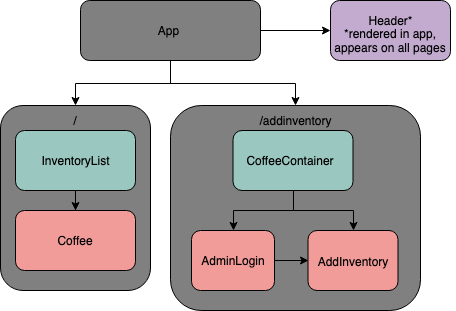 App
Header*
*rendered in app,
appears on all pages
/
InventoryList
Coffee
/addinventory
CoffeeContainer
AdminLogin
AddInventory